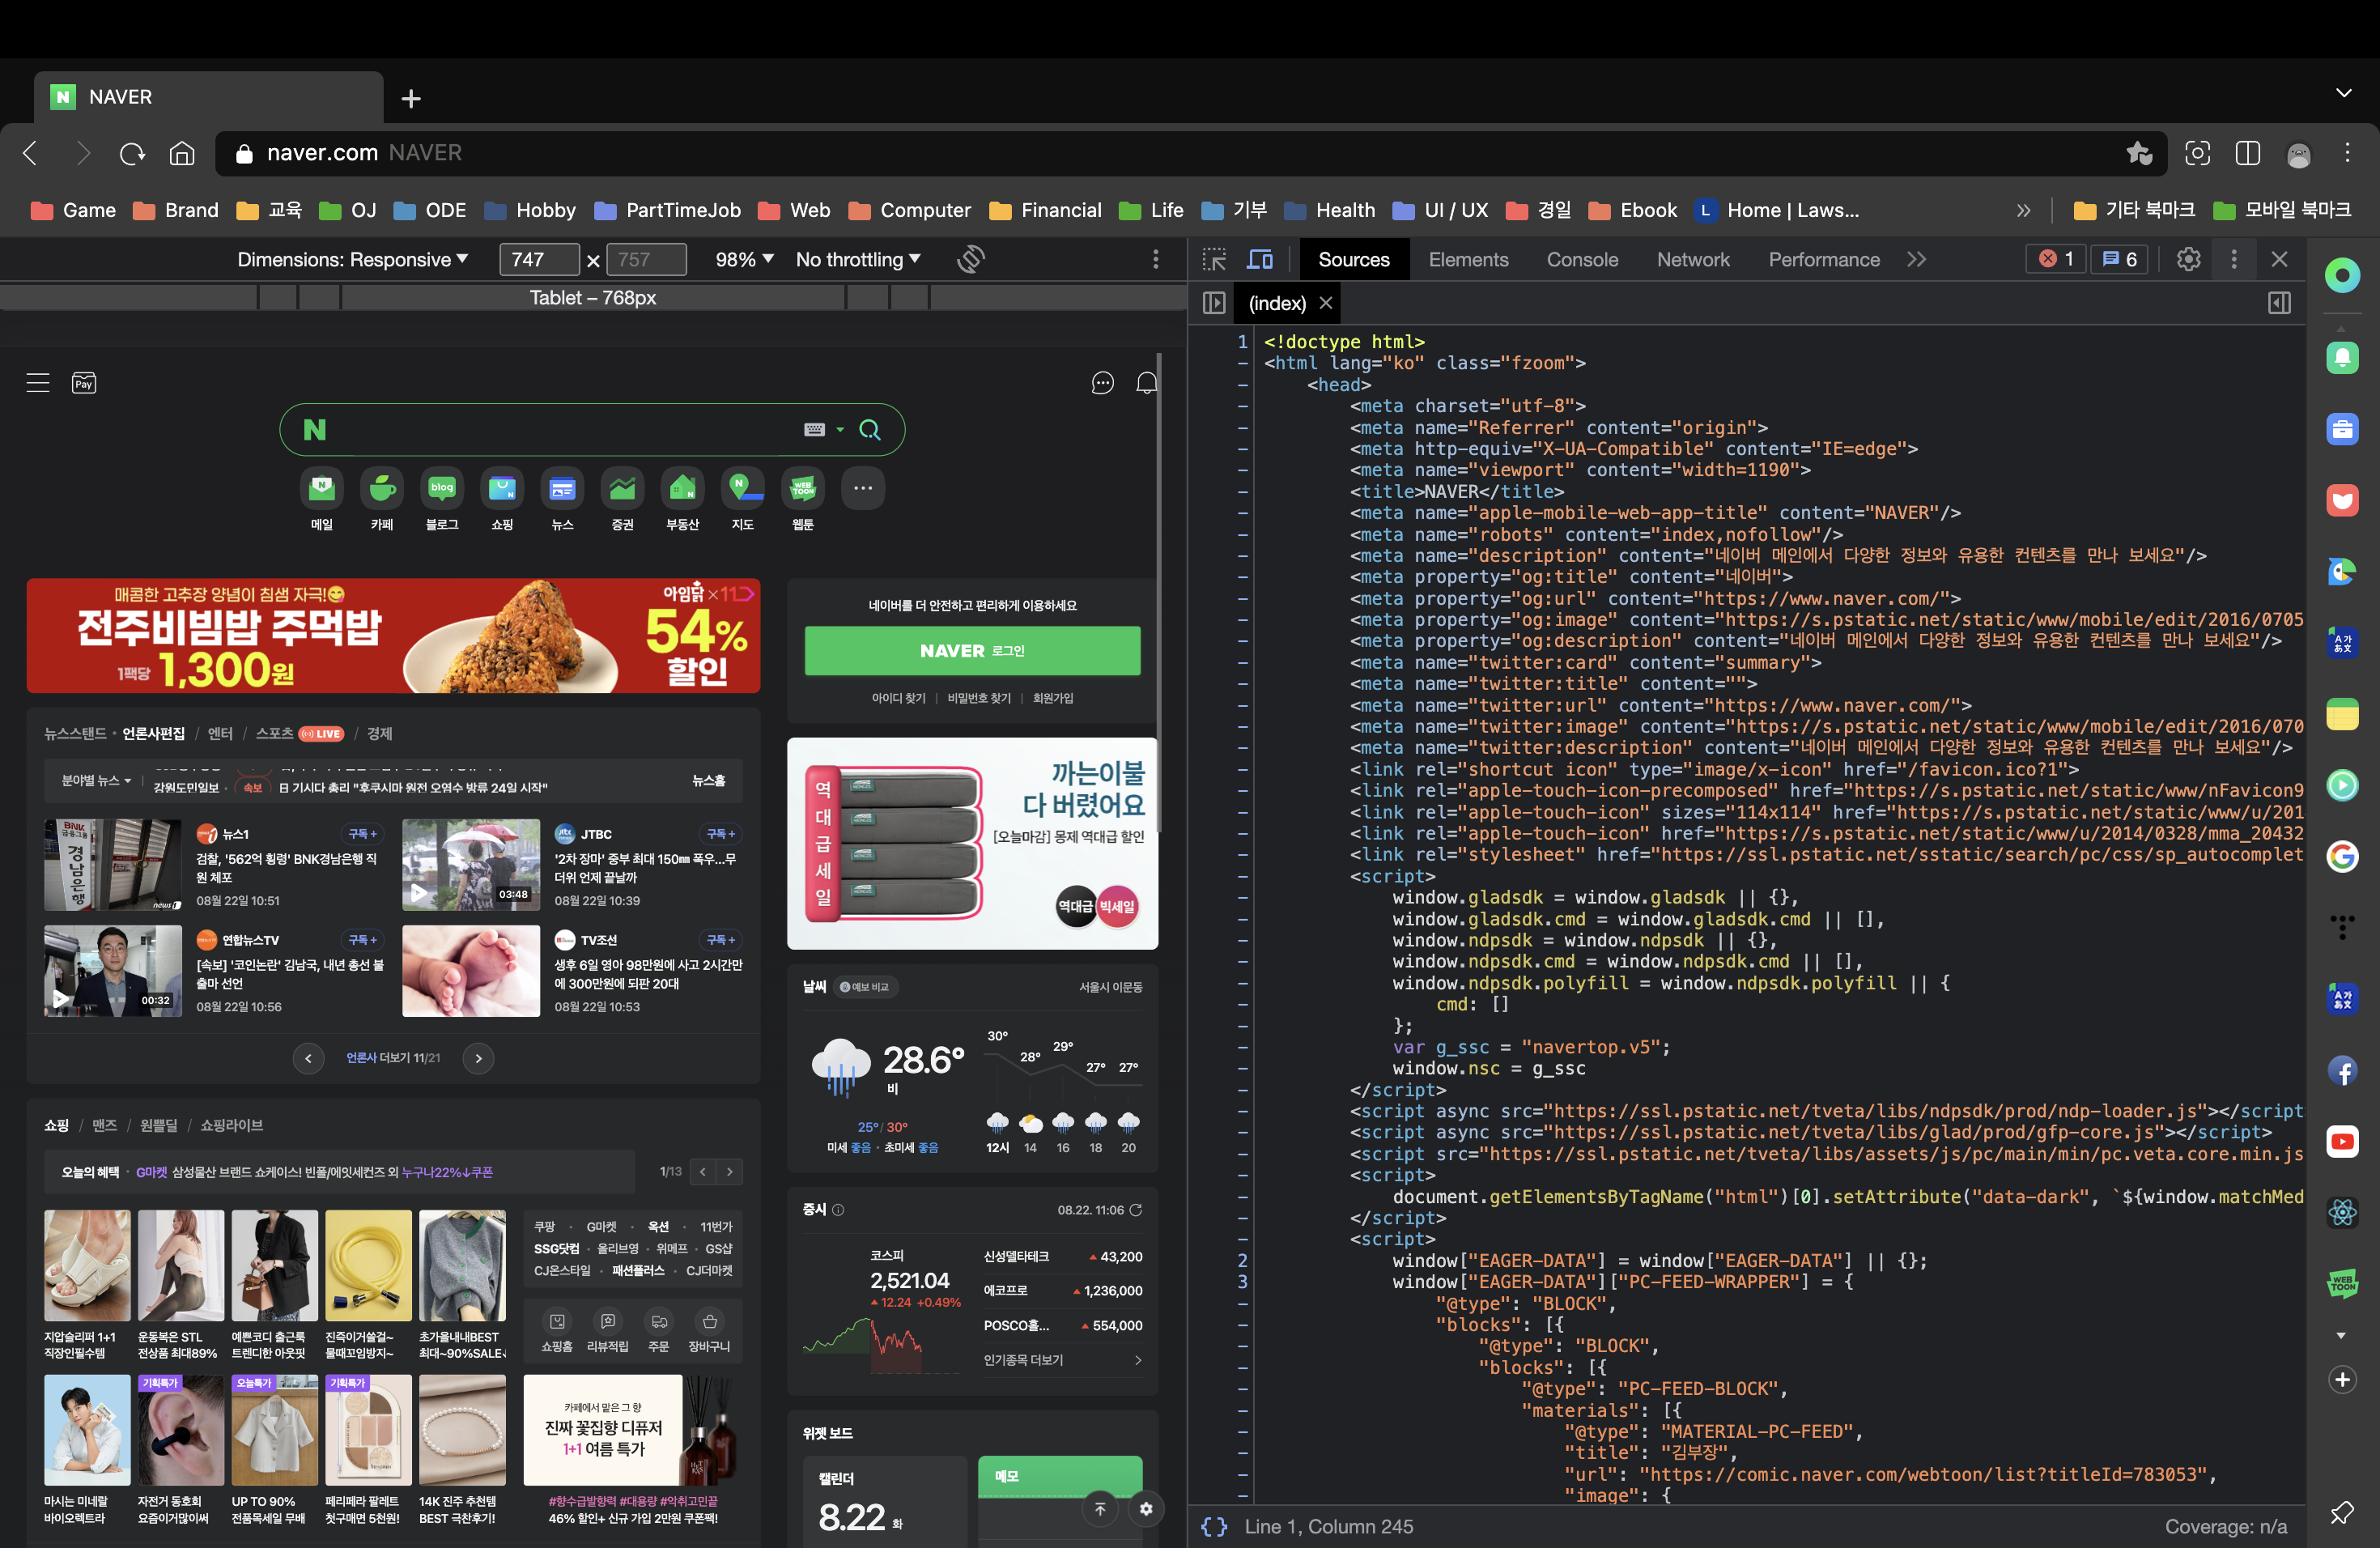 NAVER
naver.com NAVER
Game Brand 교육 OJ ODE Hobby PartTimeJob Web Computer Financial Life 기부 Health UI / UX 경일 Ebook Home | Laws... 기타 북마크 모바일 북마크
Dimensions: Responsive 747 × 757 98% No throttling
Tablet – 768px
Pay
N
메일 카페 블로그 쇼핑 뉴스 증권 부동산 지도 웹툰
매콤한 고추장 양념이 침샘 자극!
전주비빔밥 주먹밥
1팩당 1,300원
아임닭×11
54%
할인
네이버를 더 안전하고 편리하게 이용하세요
NAVER 로그인
아이디 찾기 비밀번호 찾기 회원가입
뉴스스탠드 · 언론사편집 / 엔터 / 스포츠 LIVE / 경제
분야별 뉴스
강원도민일보 · 속보 日 기시다 총리 "후쿠시마 원전 오염수 방류 24일 시작"
뉴스홈
뉴스1 구독+
검찰, '562억 횡령' BNK경남은행 직
원 체포
08월 22일 10:51
JTBC 구독+
'2차 장마' 중부 최대 150㎜ 폭우...무
더위 언제 끝날까
08월 22일 10:39
03:48
연합뉴스TV 구독+
[속보] '코인논란' 김남국, 내년 총선 불
출마 선언
08월 22일 10:56
00:32
TV조선 구독+
생후 6일 영아 98만원에 사고 2시간만
에 300만원에 되판 20대
08월 22일 10:53
언론사 더보기 11/21
역대급세일
까는이불
다 버렸어요
[오늘마감] 몽제 역대급 할인
역대급 빅세일
날씨 예보 비교 서울시 이문동
28.6°
비
25°/ 30°
미세 좋음 · 초미세 좋음
30° 28° 29° 27° 27°
12시 14 16 18 20
쇼핑 / 맨즈 / 원쁠딜 / 쇼핑라이브
오늘의 혜택 · G마켓 삼성물산 브랜드 쇼케이스! 빈폴/에잇세컨즈 외 누구나22%↓쿠폰
1/13
지압슬리퍼 1+1
직장인필수템
운동복은 STL
전상품 최대89%
예쁜코디 출근룩
트렌디한 아웃핏
진즉이거쓸걸~
물때꼬임방지~
초가을내내BEST
최대~90%SALE↓
쿠팡 · G마켓 · 옥션 · 11번가
SSG닷컴 · 올리브영 · 위메프 · GS샵
CJ온스타일 · 패션플러스 · CJ더마켓
쇼핑홈 리뷰적립 주문 장바구니
기획특가 오늘특가 기획특가
마시는 미네랄
바이오렉트라
자전거 동호회
요즘이거많이써
UP TO 90%
전품목세일 무배
페리페라 팔레트
첫구매면 5천원!
14K 진주 추천템
BEST 극찬후기!
카페에서 맡은 그 향
진짜 꽃집향 디퓨저
1+1 여름 특가
#향수급발향력 #대용량 #악취고민끝
46% 할인+ 신규 가입 2만원 쿠폰팩!
증시 08.22. 11:06
코스피
2,521.04
12.24 +0.49%
신성델타테크 43,200
에코프로 1,236,000
POSCO홀... 554,000
인기종목 더보기
위젯 보드
캘린더
8.22 화
메모
Sources Elements Console Network Performance 1 6
(index)
1 <!doctype html>
<html lang="ko" class="fzoom">
<head>
<meta charset="utf-8">
<meta name="Referrer" content="origin">
<meta http-equiv="X-UA-Compatible" content="IE=edge">
<meta name="viewport" content="width=1190">
<title>NAVER</title>
<meta name="apple-mobile-web-app-title" content="NAVER"/>
<meta name="robots" content="index,nofollow"/>
<meta name="description" content="네이버 메인에서 다양한 정보와 유용한 컨텐츠를 만나 보세요"/>
<meta property="og:title" content="네이버">
<meta property="og:url" content="https://www.naver.com/">
<meta property="og:image" content="https://s.pstatic.net/static/www/mobile/edit/2016/0705
<meta property="og:description" content="네이버 메인에서 다양한 정보와 유용한 컨텐츠를 만나 보세요"/>
<meta name="twitter:card" content="summary">
<meta name="twitter:title" content="">
<meta name="twitter:url" content="https://www.naver.com/">
<meta name="twitter:image" content="https://s.pstatic.net/static/www/mobile/edit/2016/070
<meta name="twitter:description" content="네이버 메인에서 다양한 정보와 유용한 컨텐츠를 만나 보세요"/>
<link rel="shortcut icon" type="image/x-icon" href="/favicon.ico?1">
<link rel="apple-touch-icon-precomposed" href="https://s.pstatic.net/static/www/nFavicon9
<link rel="apple-touch-icon" sizes="114x114" href="https://s.pstatic.net/static/www/u/201
<link rel="apple-touch-icon" href="https://s.pstatic.net/static/www/u/2014/0328/mma_20432
<link rel="stylesheet" href="https://ssl.pstatic.net/sstatic/search/pc/css/sp_autocomplet
<script>
window.gladsdk = window.gladsdk || {},
window.gladsdk.cmd = window.gladsdk.cmd || [],
window.ndpsdk = window.ndpsdk || {},
window.ndpsdk.cmd = window.ndpsdk.cmd || [],
window.ndpsdk.polyfill = window.ndpsdk.polyfill || {
cmd: []
};
var g_ssc = "navertop.v5";
window.nsc = g_ssc
</script>
<script async src="https://ssl.pstatic.net/tveta/libs/ndpsdk/prod/ndp-loader.js"></script
<script async src="https://ssl.pstatic.net/tveta/libs/glad/prod/gfp-core.js"></script>
<script src="https://ssl.pstatic.net/tveta/libs/assets/js/pc/main/min/pc.veta.core.min.js
<script>
document.getElementsByTagName("html")[0].setAttribute("data-dark", `${window.matchMed
</script>
<script>
2 window["EAGER-DATA"] = window["EAGER-DATA"] || {};
3 window["EAGER-DATA"]["PC-FEED-WRAPPER"] = {
"@type": "BLOCK",
"blocks": [{
"@type": "BLOCK",
"blocks": [{
"@type": "PC-FEED-BLOCK",
"materials": [{
"@type": "MATERIAL-PC-FEED",
"title": "김부장",
"url": "https://comic.naver.com/webtoon/list?titleId=783053",
"image": {
{} Line 1, Column 245 Coverage: n/a